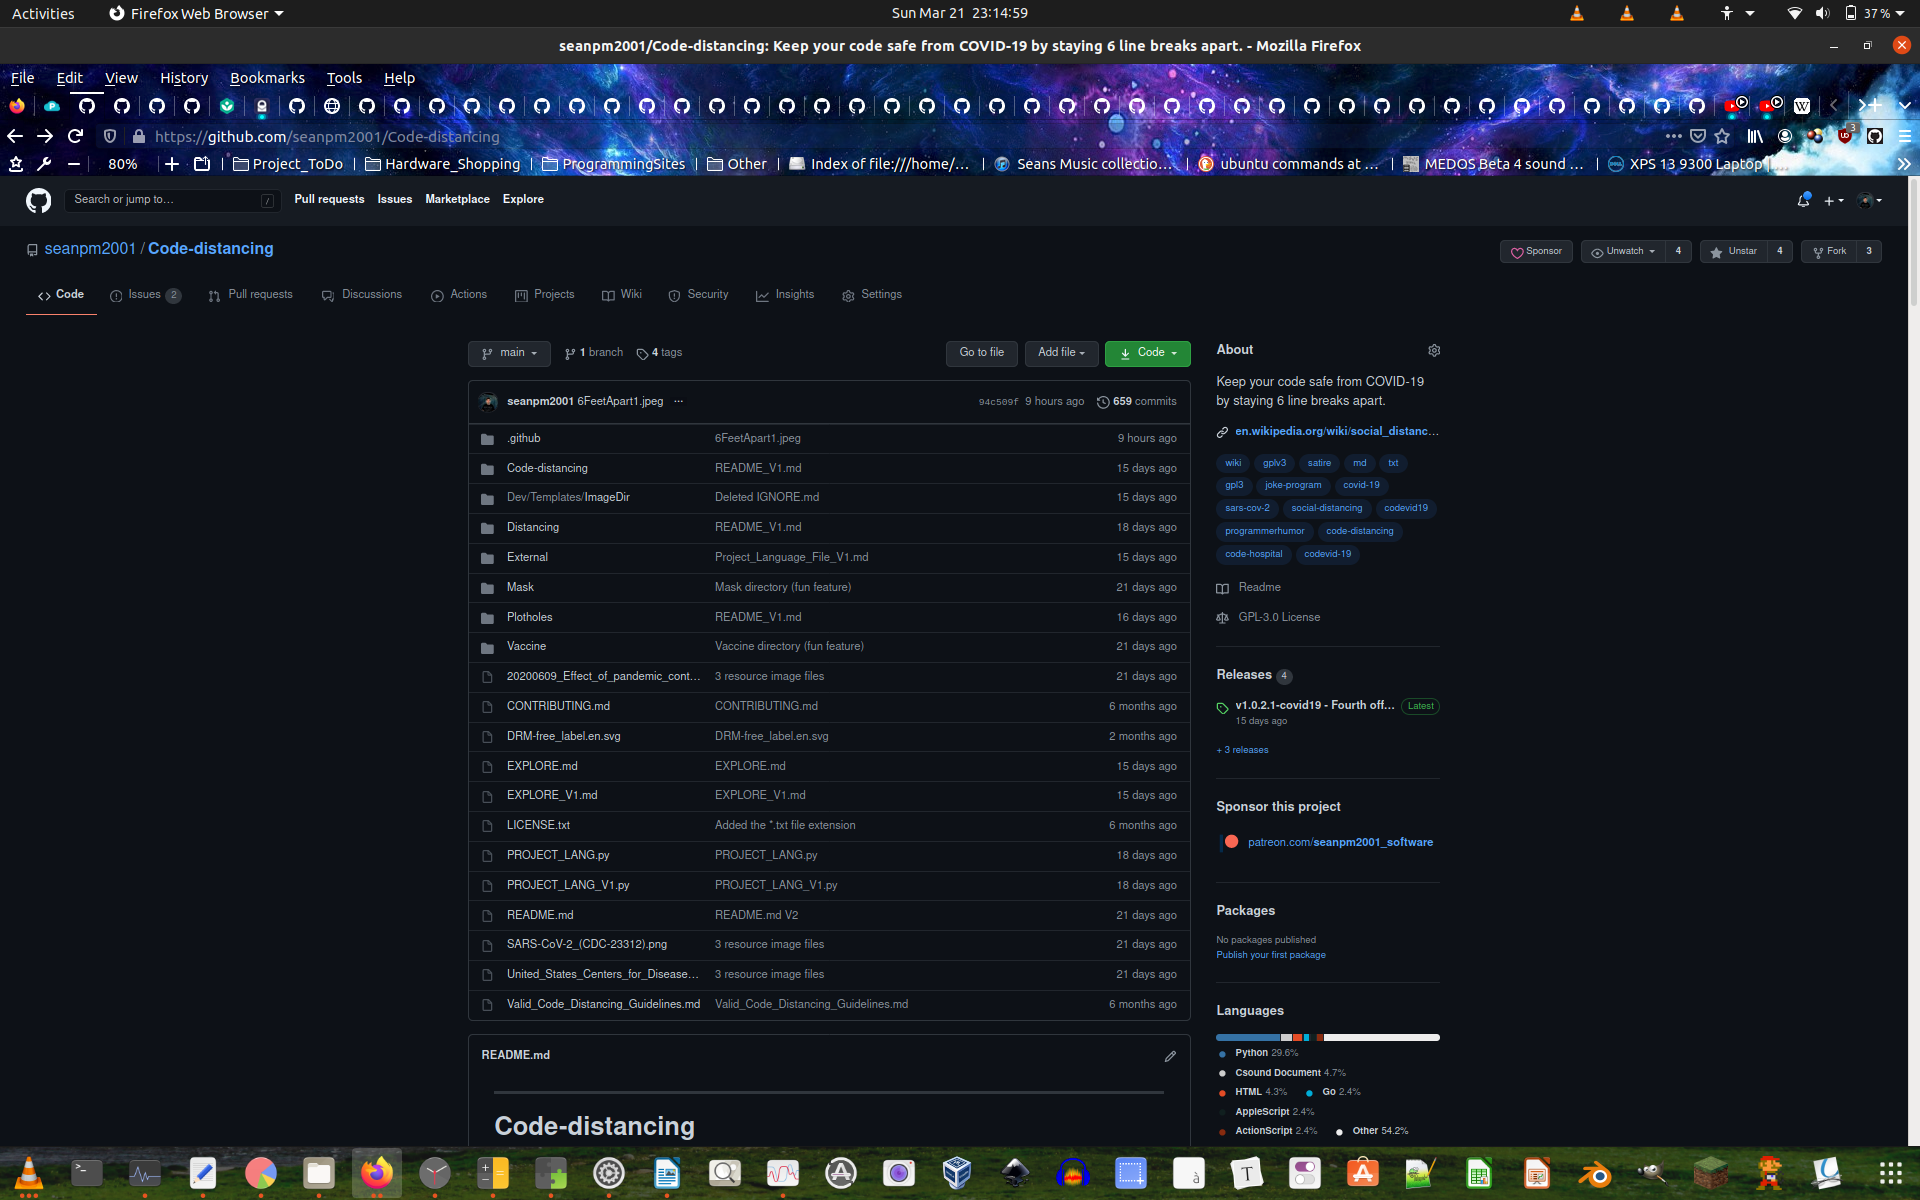 Activities
Firefox Web Browser
Sun Mar 21 23:14:59
37 %
seanpm2001/Code-distancing: Keep your code safe from COVID-19 by staying 6 line breaks apart. - Mozilla Firefox
File Edit View History Bookmarks Tools Help
https://github.com/seanpm2001/Code-distancing
3
80%
Project_ToDo
Hardware_Shopping
ProgrammingSites
Other
Index of file:///home/...
Seans Music collectio...
ubuntu commands at ...
MEDOS Beta 4 sound ...
XPS 13 9300 Laptop
Search or jump to...
/
Pull requests Issues Marketplace Explore
seanpm2001 / Code-distancing
Sponsor
Unwatch 4
Unstar 4
Fork 3
Code
Issues 2
Pull requests
Discussions
Actions
Projects
Wiki
Security
Insights
Settings
main
1 branch
4 tags
Go to file
Add file
Code
seanpm2001 6FeetApart1.jpeg ...
94c509f 9 hours ago
659 commits
.github 6FeetApart1.jpeg 9 hours ago
Code-distancing README_V1.md 15 days ago
Dev/Templates/ImageDir Deleted IGNORE.md 15 days ago
Distancing README_V1.md 18 days ago
External Project_Language_File_V1.md 15 days ago
Mask Mask directory (fun feature) 21 days ago
Plotholes README_V1.md 16 days ago
Vaccine Vaccine directory (fun feature) 21 days ago
20200609_Effect_of_pandemic_cont... 3 resource image files 21 days ago
CONTRIBUTING.md CONTRIBUTING.md 6 months ago
DRM-free_label.en.svg DRM-free_label.en.svg 2 months ago
EXPLORE.md EXPLORE.md 15 days ago
EXPLORE_V1.md EXPLORE_V1.md 15 days ago
LICENSE.txt Added the *.txt file extension 6 months ago
PROJECT_LANG.py PROJECT_LANG.py 18 days ago
PROJECT_LANG_V1.py PROJECT_LANG_V1.py 18 days ago
README.md README.md V2 21 days ago
SARS-CoV-2_(CDC-23312).png 3 resource image files 21 days ago
United_States_Centers_for_Disease... 3 resource image files 21 days ago
Valid_Code_Distancing_Guidelines.md Valid_Code_Distancing_Guidelines.md 6 months ago
README.md
Code-distancing
About
Keep your code safe from COVID-19
by staying 6 line breaks apart.
en.wikipedia.org/wiki/social_distanc...
wiki gplv3 satire md txt
gpl3 joke-program covid-19
sars-cov-2 social-distancing codevid19
programmerhumor code-distancing
code-hospital codevid-19
Readme
GPL-3.0 License
Releases 4
v1.0.2.1-covid19 - Fourth off... Latest
15 days ago
+ 3 releases
Sponsor this project
patreon.com/seanpm2001_software
Packages
No packages published
Publish your first package
Languages
Python 29.6%
Csound Document 4.7%
HTML 4.3% Go 2.4%
AppleScript 2.4%
ActionScript 2.4% Other 54.2%